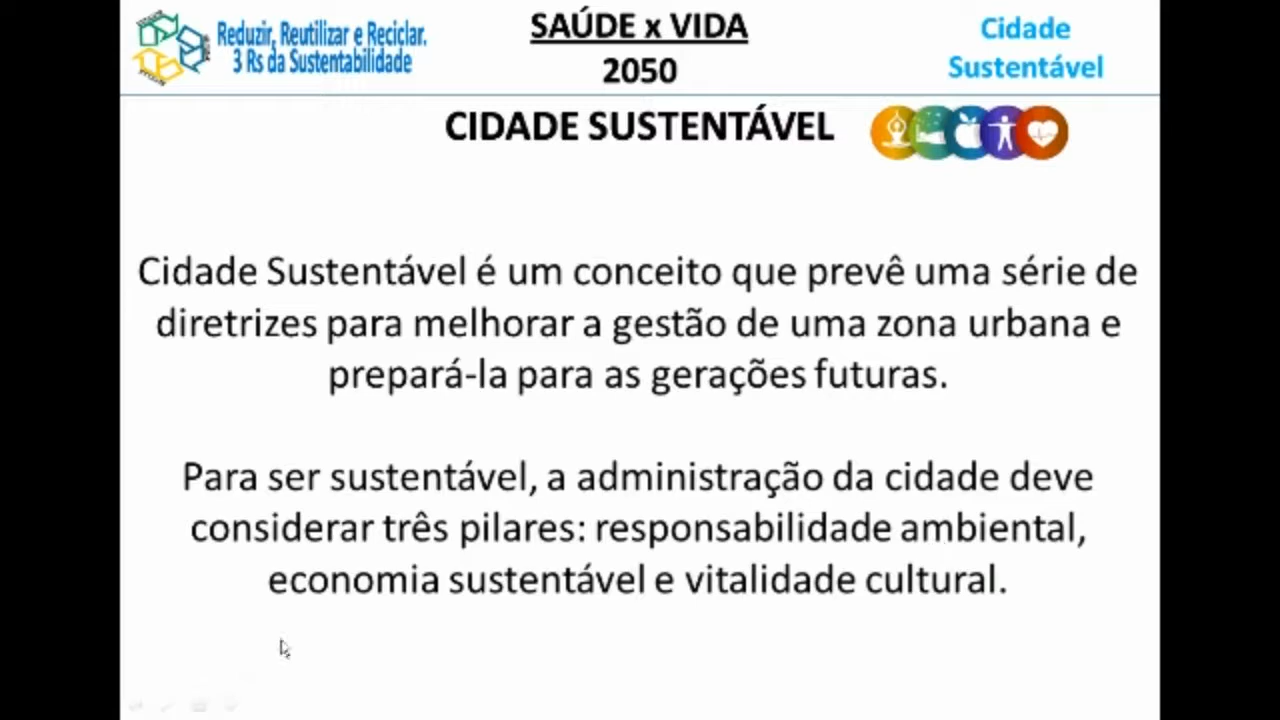 Reduzir, Reutilizar e Reciclar.
3 Rs da Sustentabilidade
SAÚDE x VIDA
2050
Cidade
Sustentável
CIDADE SUSTENTÁVEL
Cidade Sustentável é um conceito que prevê uma série de
diretrizes para melhorar a gestão de uma zona urbana e
prepará-la para as gerações futuras.
Para ser sustentável, a administração da cidade deve
considerar três pilares: responsabilidade ambiental,
economia sustentável e vitalidade cultural.